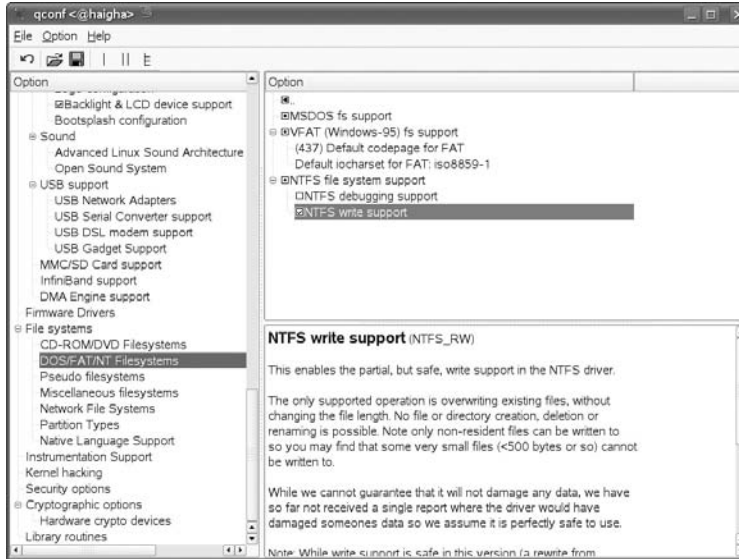 qconf <@haigha>
File Option Help
Option
Backlight & LCD device support
Bootsplash configuration
Sound
Advanced Linux Sound Architecture
Open Sound System
USB support
USB Network Adapters
USB Serial Converter support
USB DSL modem support
USB Gadget Support
MMC/SD Card support
InfiniBand support
DMA Engine support
Firmware Drivers
File systems
CD-ROM/DVD Filesystems
DOS/FAT/NT Filesystems
Pseudo filesystems
Miscellaneous filesystems
Network File Systems
Partition Types
Native Language Support
Instrumentation Support
Kernel hacking
Security options
Cryptographic options
Hardware crypto devices
Library routines
Option
..
MSDOS fs support
VFAT (Windows-95) fs support
(437) Default codepage for FAT
Default iocharset for FAT: iso8859-1
NTFS file system support
NTFS debugging support
NTFS write support
NTFS write support (NTFS_RW)
This enables the partial, but safe, write support in the NTFS driver.
The only supported operation is overwriting existing files, without
changing the file length. No file or directory creation, deletion or
renaming is possible. Note only non-resident files can be written to
so you may find that some very small files (<500 bytes or so) cannot
be written to.
While we cannot guarantee that it will not damage any data, we have
so far not received a single report where the driver would have
damaged someones data so we assume it is perfectly safe to use.
Note: While write support is safe in this version (a rewrite from